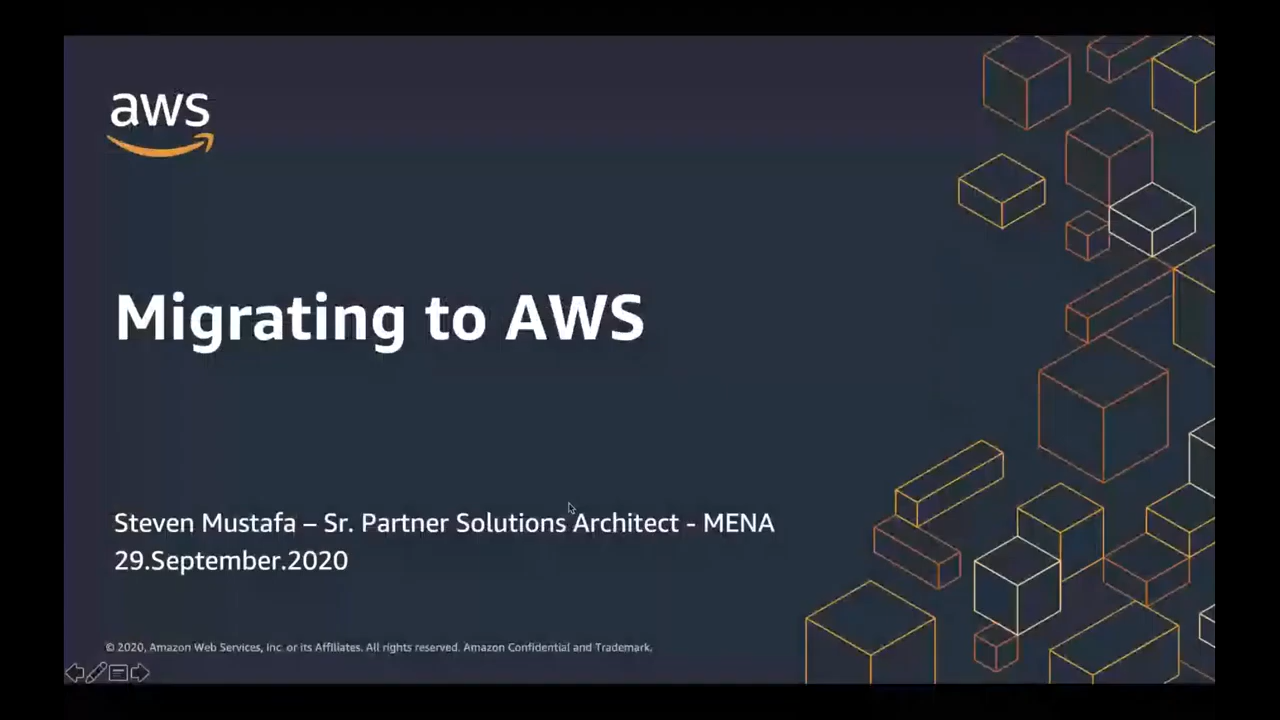 aws
Migrating to AWS
Steven Mustafa – Sr. Partner Solutions Architect - MENA
29.September.2020
© 2020, Amazon Web Services, Inc. or its Affiliates. All rights reserved. Amazon Confidential and Trademark.